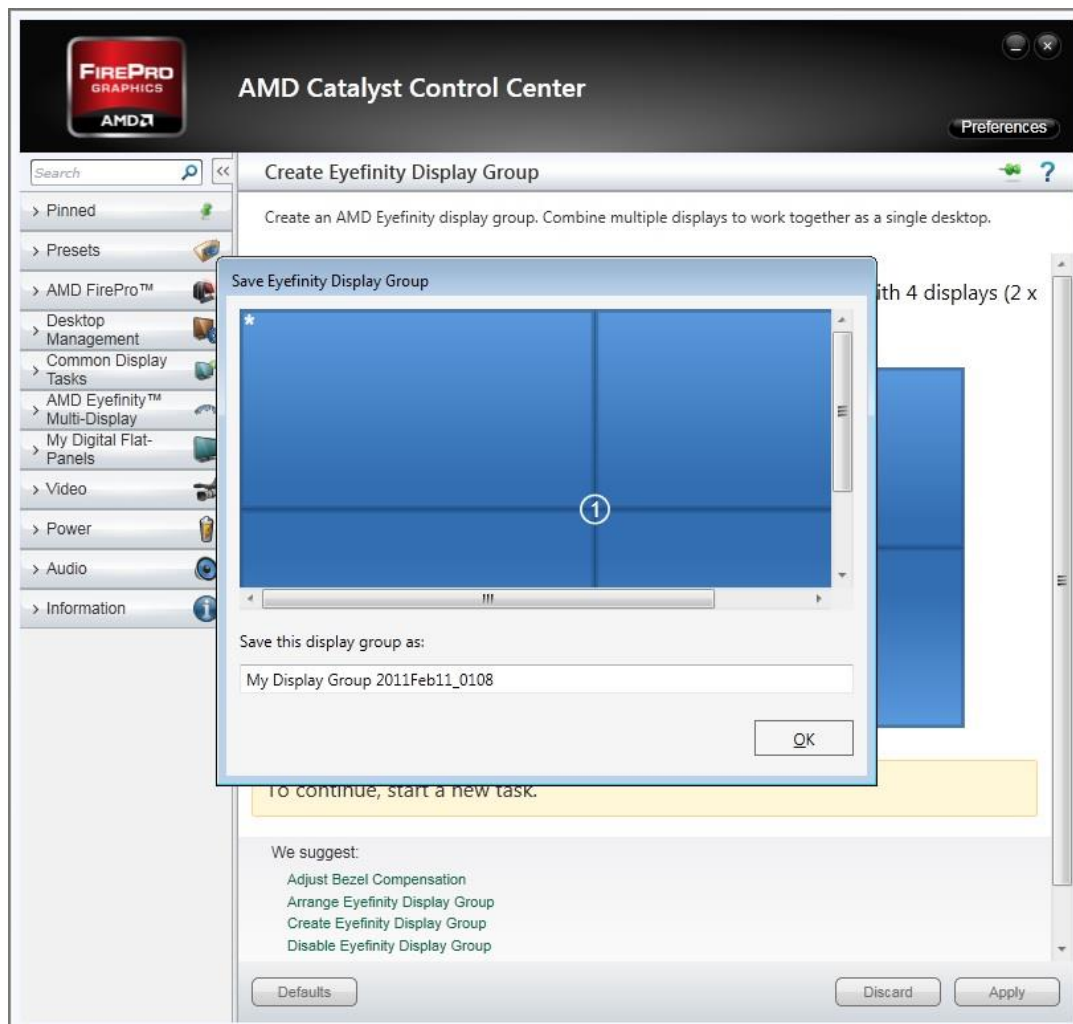 FIREPRO
GRAPHICS
AMD
AMD Catalyst Control Center
Preferences
Search
Create Eyefinity Display Group
Create an AMD Eyefinity display group. Combine multiple displays to work together as a single desktop.
> Pinned
> Presets
> AMD FirePro™
> Desktop
Management
> Common Display
Tasks
> AMD Eyefinity™
Multi-Display
> My Digital Flat-
Panels
> Video
> Power
> Audio
> Information
ith 4 displays (2 x
Save Eyefinity Display Group
*
1
Save this display group as:
My Display Group 2011Feb11_0108
OK
To continue, start a new task.
We suggest:
Adjust Bezel Compensation
Arrange Eyefinity Display Group
Create Eyefinity Display Group
Disable Eyefinity Display Group
Defaults
Discard
Apply